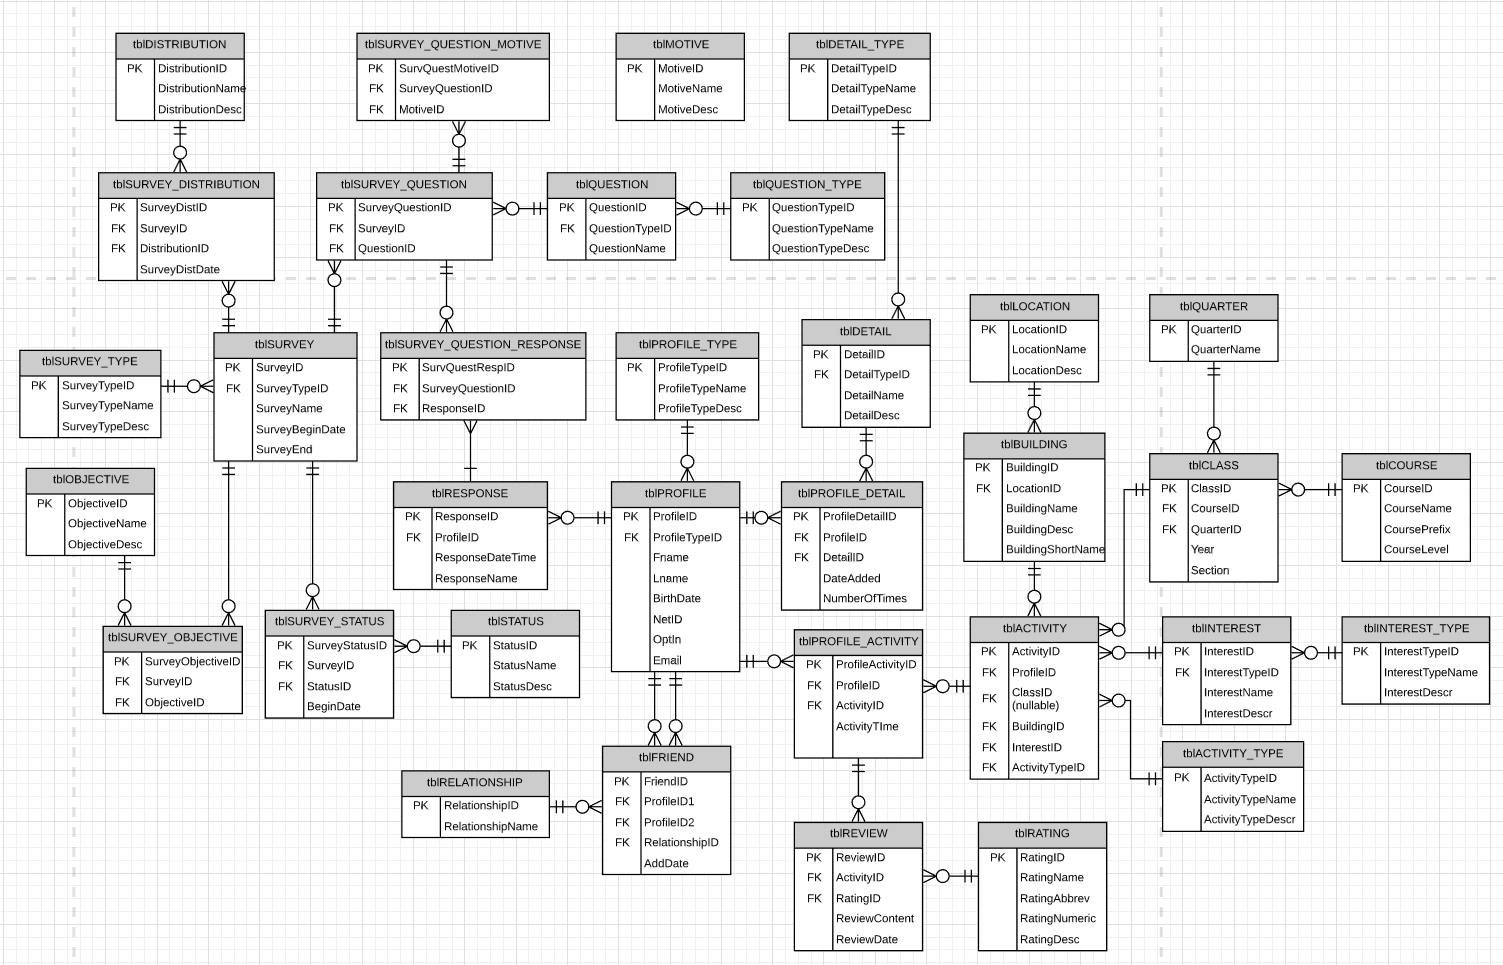 tblDISTRIBUTION
PK DistributionID
DistributionName
DistributionDesc
tblSURVEY_QUESTION_MOTIVE
PK SurvQuestMotiveID
FK SurveyQuestionID
FK MotiveID
tblMOTIVE
PK MotiveID
MotiveName
MotiveDesc
tblDETAIL_TYPE
PK DetailTypeID
DetailTypeName
DetailTypeDesc
tblSURVEY_DISTRIBUTION
PK SurveyDistID
FK SurveyID
FK DistributionID
SurveyDistDate
tblSURVEY_QUESTION
PK SurveyQuestionID
FK SurveyID
FK QuestionID
tblQUESTION
PK QuestionID
FK QuestionTypeID
QuestionName
tblQUESTION_TYPE
PK QuestionTypeID
QuestionTypeName
QuestionTypeDesc
tblSURVEY_TYPE
PK SurveyTypeID
SurveyTypeName
SurveyTypeDesc
tblSURVEY
PK SurveyID
FK SurveyTypeID
SurveyName
SurveyBeginDate
SurveyEnd
tblSURVEY_QUESTION_RESPONSE
PK SurvQuestRespID
FK SurveyQuestionID
FK ResponseID
tblPROFILE_TYPE
PK ProfileTypeID
ProfileTypeName
ProfileTypeDesc
tblDETAIL
PK DetailID
FK DetailTypeID
DetailName
DetailDesc
tblLOCATION
PK LocationID
LocationName
LocationDesc
tblQUARTER
PK QuarterID
QuarterName
tblOBJECTIVE
PK ObjectiveID
ObjectiveName
ObjectiveDesc
tblRESPONSE
PK ResponseID
FK ProfileID
ResponseDateTime
ResponseName
tblPROFILE
PK ProfileID
FK ProfileTypeID
Fname
Lname
BirthDate
NetID
OptIn
Email
tblPROFILE_DETAIL
PK ProfileDetailID
FK ProfileID
FK DetailID
DateAdded
NumberOfTimes
tblBUILDING
PK BuildingID
FK LocationID
BuildingName
BuildingDesc
BuildingShortName
tblCLASS
PK ClassID
FK CourseID
FK QuarterID
Year
Section
tblCOURSE
PK CourseID
CourseName
CoursePrefix
CourseLevel
tblSURVEY_OBJECTIVE
PK SurveyObjectiveID
FK SurveyID
FK ObjectiveID
tblSURVEY_STATUS
PK SurveyStatusID
FK SurveyID
FK StatusID
BeginDate
tblSTATUS
PK StatusID
StatusName
StatusDesc
tblPROFILE_ACTIVITY
PK ProfileActivityID
FK ProfileID
FK ActivityID
ActivityTIme
tblACTIVITY
PK ActivityID
FK ProfileID
FK ClassID
(nullable)
FK BuildingID
FK InterestID
FK ActivityTypeID
tblINTEREST
PK InterestID
FK InterestTypeID
InterestName
InterestDescr
tblINTEREST_TYPE
PK InterestTypeID
InterestTypeName
InterestDescr
tblRELATIONSHIP
PK RelationshipID
RelationshipName
tblFRIEND
PK FriendID
FK ProfileID1
FK ProfileID2
FK RelationshipID
AddDate
tblACTIVITY_TYPE
PK ActivityTypeID
ActivityTypeName
ActivityTypeDescr
tblREVIEW
PK ReviewID
FK ActivityID
FK RatingID
ReviewContent
ReviewDate
tblRATING
PK RatingID
RatingName
RatingAbbrev
RatingNumeric
RatingDesc